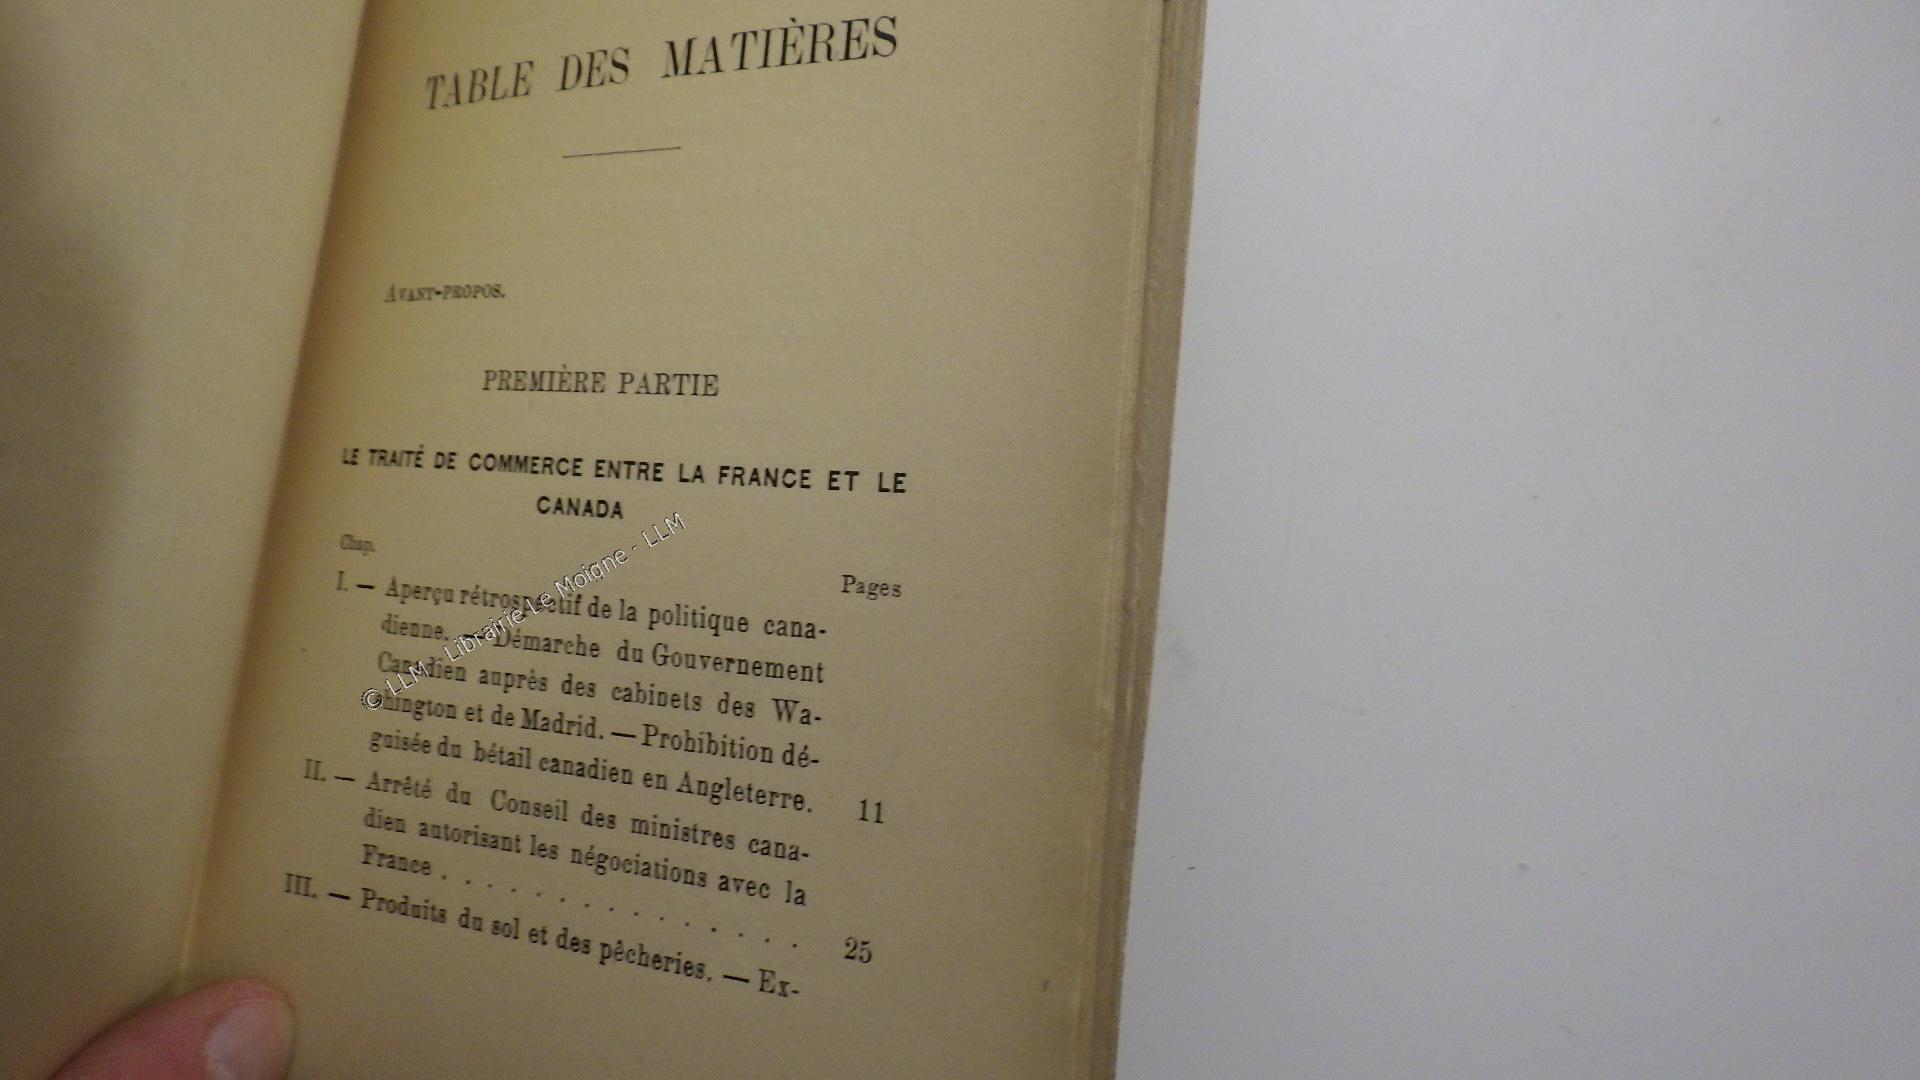 TABLE DES MATIÈRES
Avant-propos.
PREMIÈRE PARTIE
LE TRAITÉ DE COMMERCE ENTRE LA FRANCE ET LE
CANADA
Chap.
Pages
I. — Aperçu rétrospectif de la politique cana-
dienne. — Démarche du Gouvernement
Canadien auprès des cabinets des Wa-
shington et de Madrid. — Prohibition dé-
guisée du bétail canadien en Angleterre. 11
II. — Arrêté du Conseil des ministres cana-
dien autorisant les négociations avec la
France . . . . . . . . . . . . . . . 25
III. — Produits du sol et des pêcheries. — Ex-
© LLM - Librairie Le Moigne - LLM